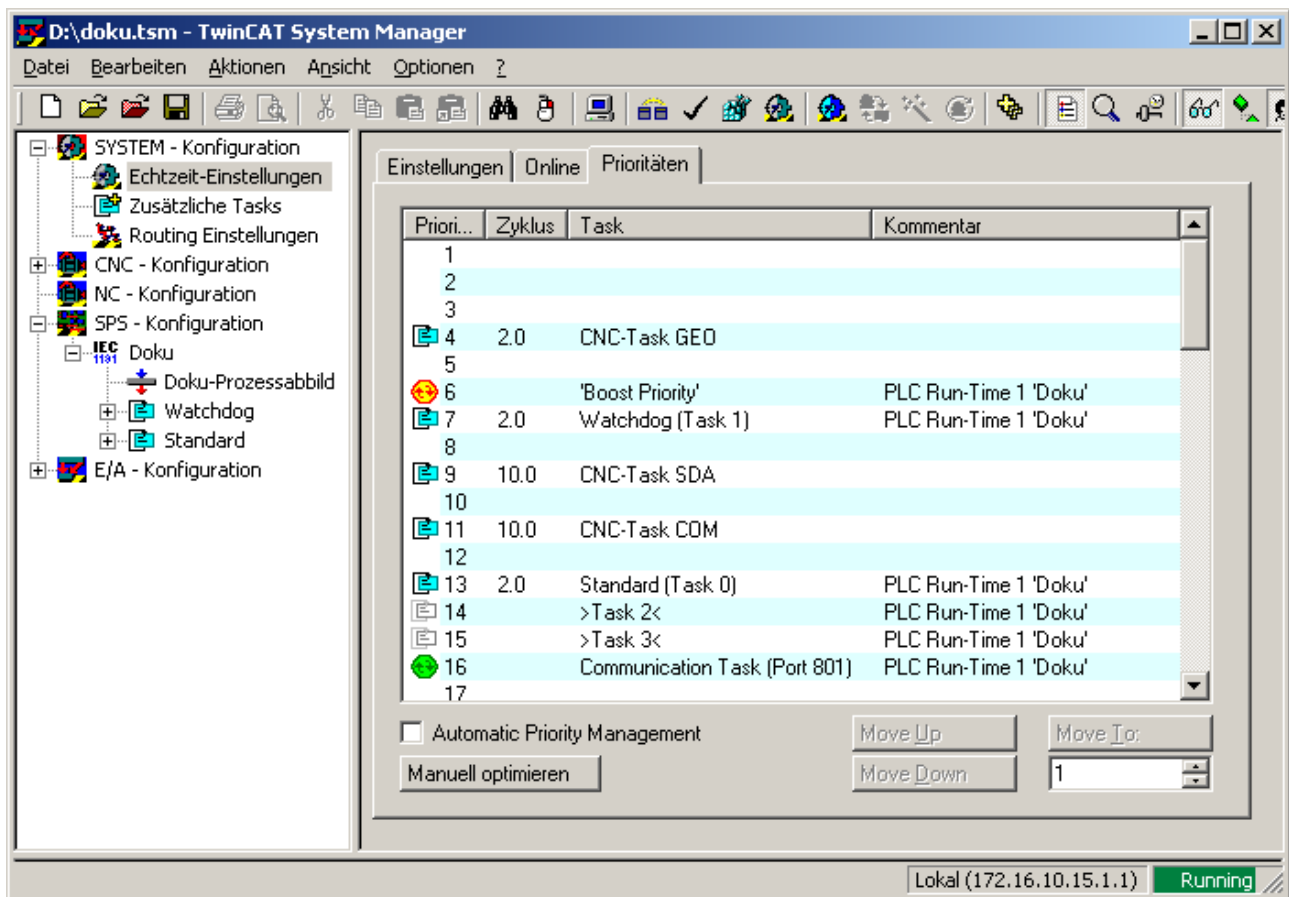 D:\doku.tsm - TwinCAT System Manager
Datei Bearbeiten Aktionen Ansicht Optionen ?
SYSTEM - Konfiguration
Echtzeit-Einstellungen
Zusätzliche Tasks
Routing Einstellungen
CNC - Konfiguration
NC - Konfiguration
SPS - Konfiguration
IEC 1131 Doku
Doku-Prozessabbild
Watchdog
Standard
E/A - Konfiguration
Einstellungen Online Prioritäten
Priori... Zyklus Task Kommentar
1
2
3
4 2.0 CNC-Task GEO
5
6 'Boost Priority' PLC Run-Time 1 'Doku'
7 2.0 Watchdog (Task 1) PLC Run-Time 1 'Doku'
8
9 10.0 CNC-Task SDA
10
11 10.0 CNC-Task COM
12
13 2.0 Standard (Task 0) PLC Run-Time 1 'Doku'
14 >Task 2< PLC Run-Time 1 'Doku'
15 >Task 3< PLC Run-Time 1 'Doku'
16 Communication Task (Port 801) PLC Run-Time 1 'Doku'
17
Automatic Priority Management Move Up Move To:
Manuell optimieren Move Down 1
Lokal (172.16.10.15.1.1) Running